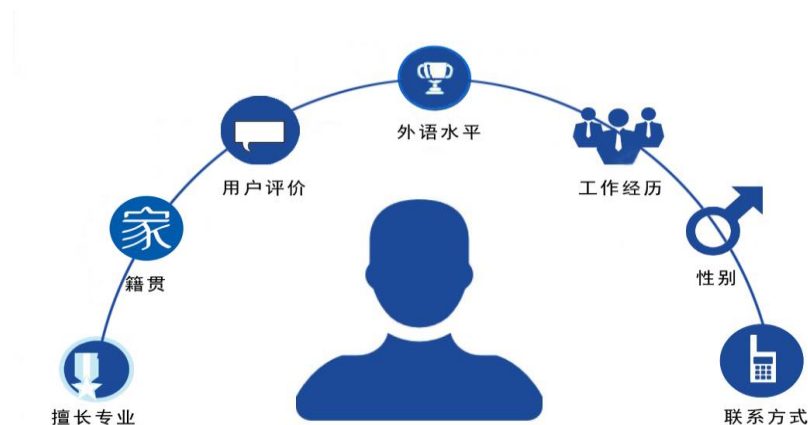 外语水平
用户评价
工作经历
家
籍贯
性别
擅长专业
联系方式